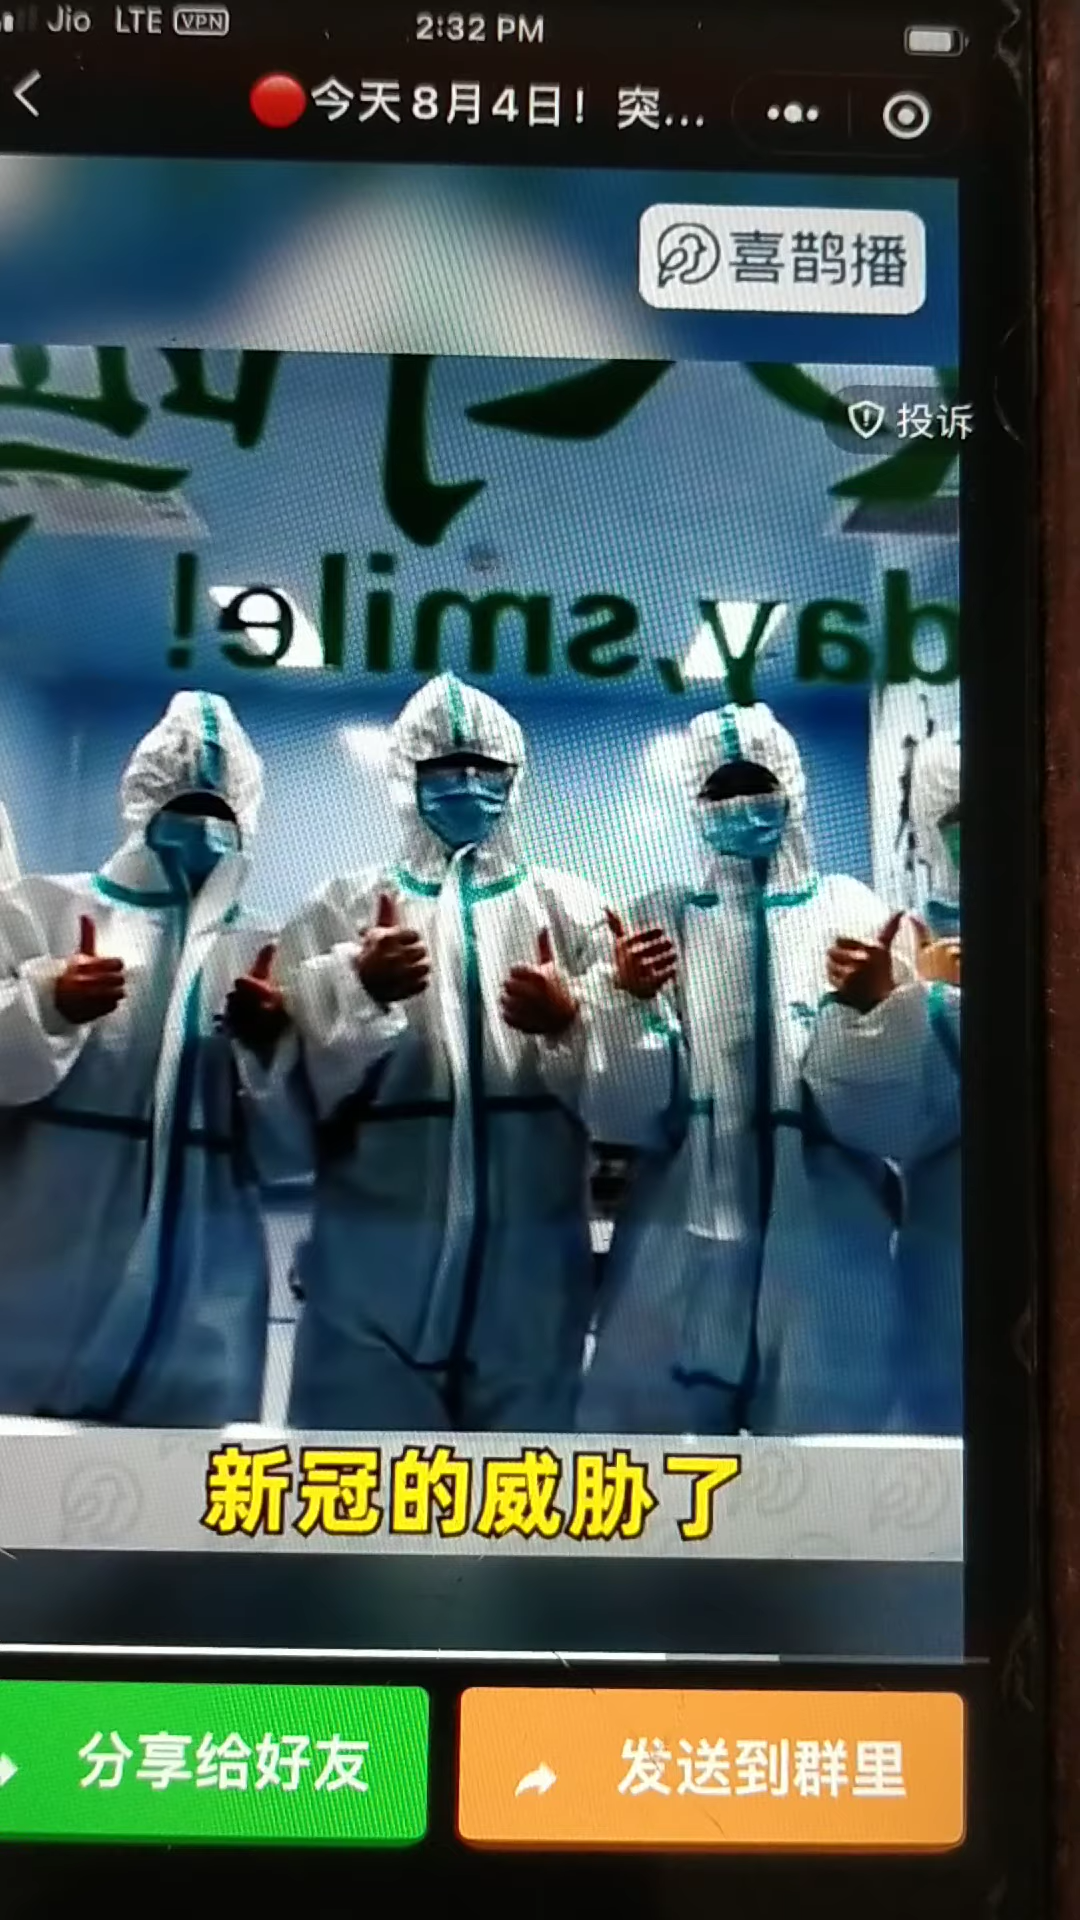 Jio LTE VPN 2:32 PM
今天8月4日！突...
喜鹊播
投诉
day,smile!
新冠的威胁了
分享给好友
发送到群里